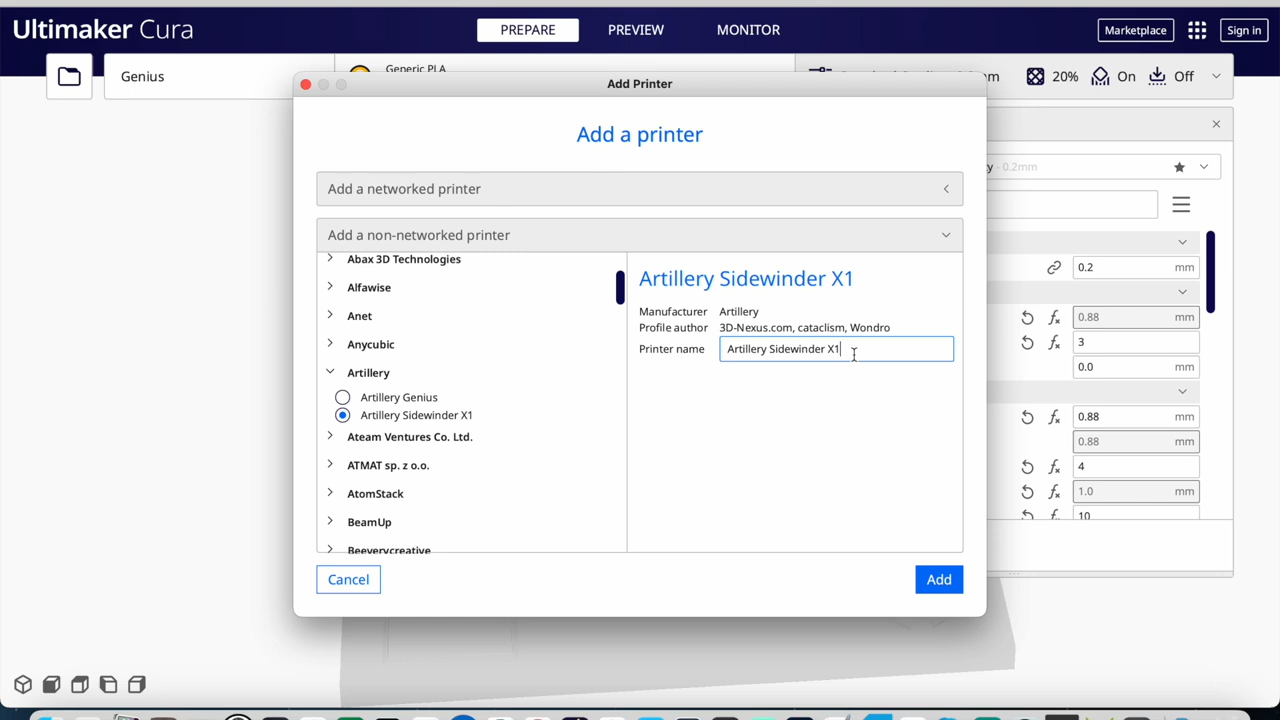 Ultimaker Cura
PREPARE
PREVIEW
MONITOR
Marketplace
Sign in
Genius
Generic PLA
20%
On
Off
Add Printer
Add a printer
Add a networked printer
Add a non-networked printer
Abax 3D Technologies
Alfawise
Anet
Anycubic
Artillery
Artillery Genius
Artillery Sidewinder X1
Ateam Ventures Co. Ltd.
ATMAT sp. z o.o.
AtomStack
BeamUp
Beeverycreative
Artillery Sidewinder X1
Manufacturer Artillery
Profile author 3D-Nexus.com, cataclism, Wondro
Printer name Artillery Sidewinder X1
Cancel
Add
- 0.2mm
0.2 mm
0.88 mm
3
0.0 mm
0.88 mm
0.88 mm
4
1.0 mm
10